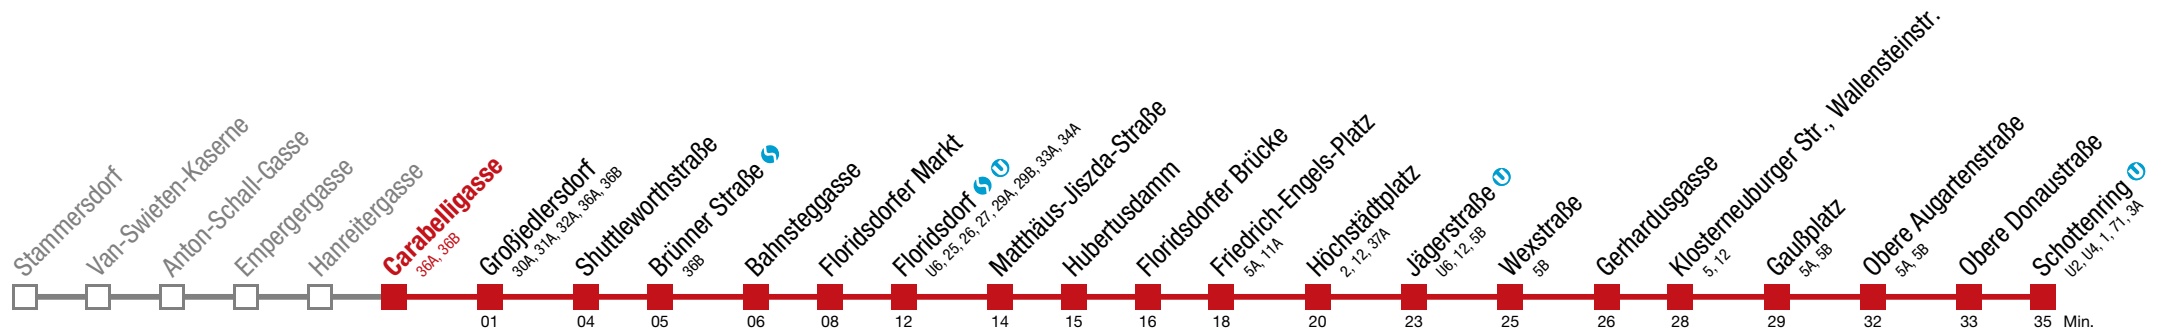 Stammersdorf
Van-Swieten-Kaserne
Anton-Schall-Gasse
Empergergasse
Hanreitergasse
Carabelligasse
36A, 36B
Großjedlersdorf
30A, 31A, 32A, 36A, 36B
01
Shuttleworthstraße
04
Brünner Straße
36B
05
Bahnsteggasse
06
Floridsdorfer Markt
08
Floridsdorf
U6, 25, 26, 27, 29A, 29B, 33A, 34A
12
Matthäus-Jiszda-Straße
14
Hubertusdamm
15
Floridsdorfer Brücke
16
Friedrich-Engels-Platz
5A, 11A
18
Höchstädtplatz
2, 12, 37A
20
Jägerstraße U
U6, 12, 5B
23
Wexstraße
5B
25
Gerhardusgasse
26
Klosterneuburger Str., Wallensteinstr.
5, 12
28
Gaußplatz
5A, 5B
29
Obere Augartenstraße
5A, 5B
32
Obere Donaustraße
33
Schottenring U
U2, U4, 1, 71, 3A
35 Min.